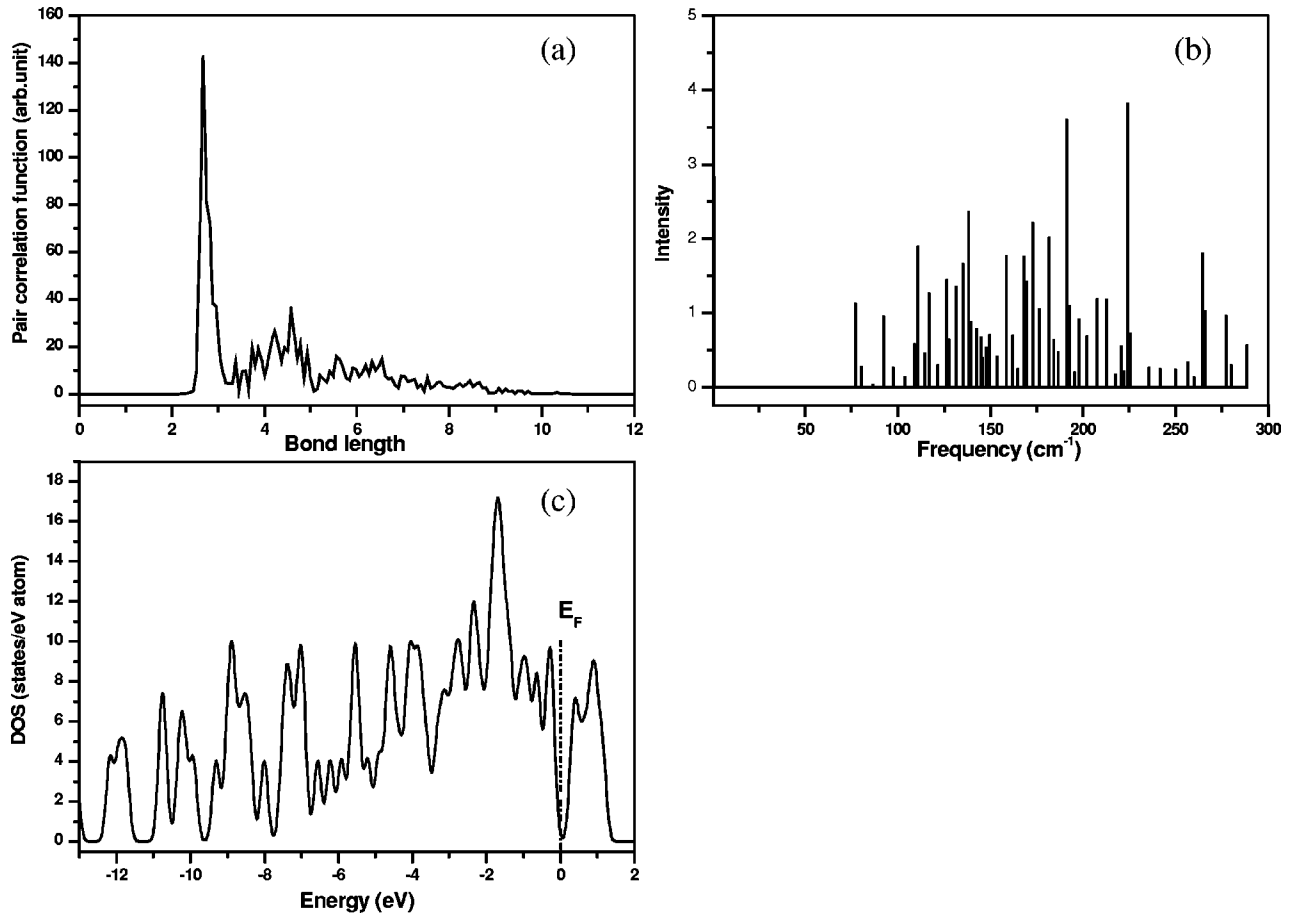 160
140
120
100
80
60
40
20
0
Pair correlation function (arb.unit)
(a)
0 2 4 6 8 10 12
Bond length
5
4
3
2
1
0
Intensity
(b)
50 100 150 200 250 300
Frequency (cm-1)
18
16
14
12
10
8
6
4
2
0
DOS (states/eV atom)
(c)
EF
-12 -10 -8 -6 -4 -2 0 2
Energy (eV)